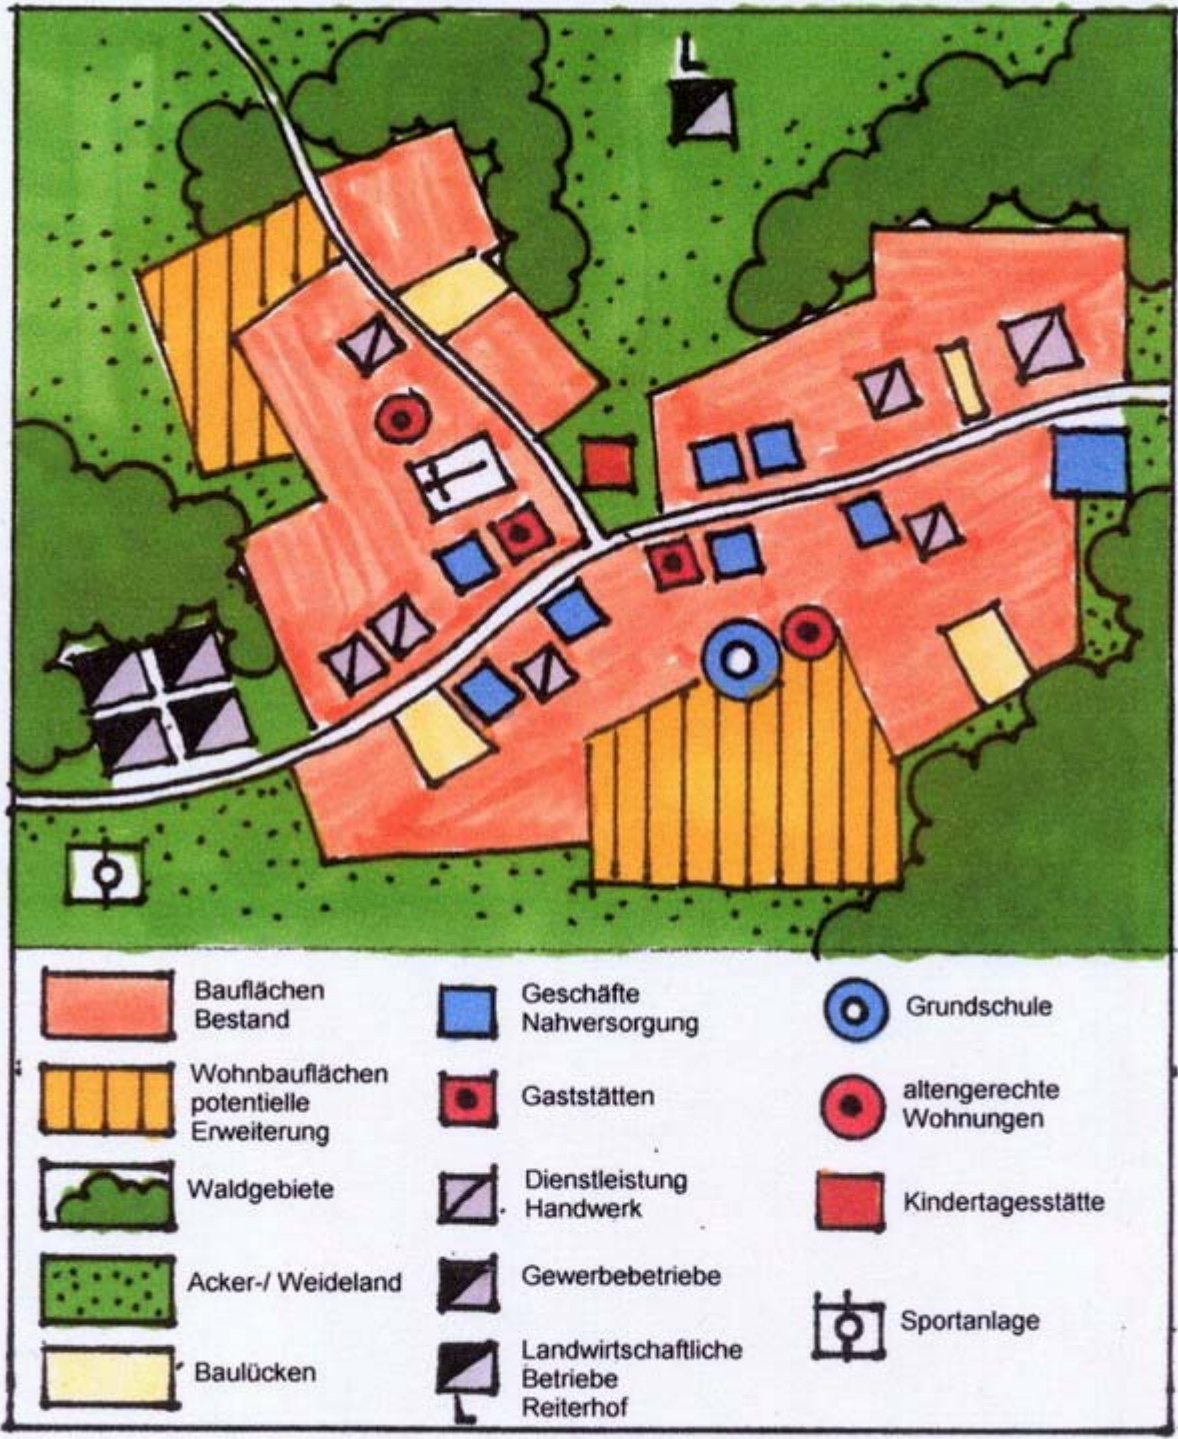 Bauflächen
Bestand
Wohnbauflächen
potentielle
Erweiterung
Waldgebiete
Acker-/ Weideland
Baulücken
Geschäfte
Nahversorgung
Gaststätten
Dienstleistung
Handwerk
Gewerbebetriebe
Landwirtschaftliche
Betriebe
Reiterhof
L
Grundschule
altengerechte
Wohnungen
Kindertagesstätte
Sportanlage
L